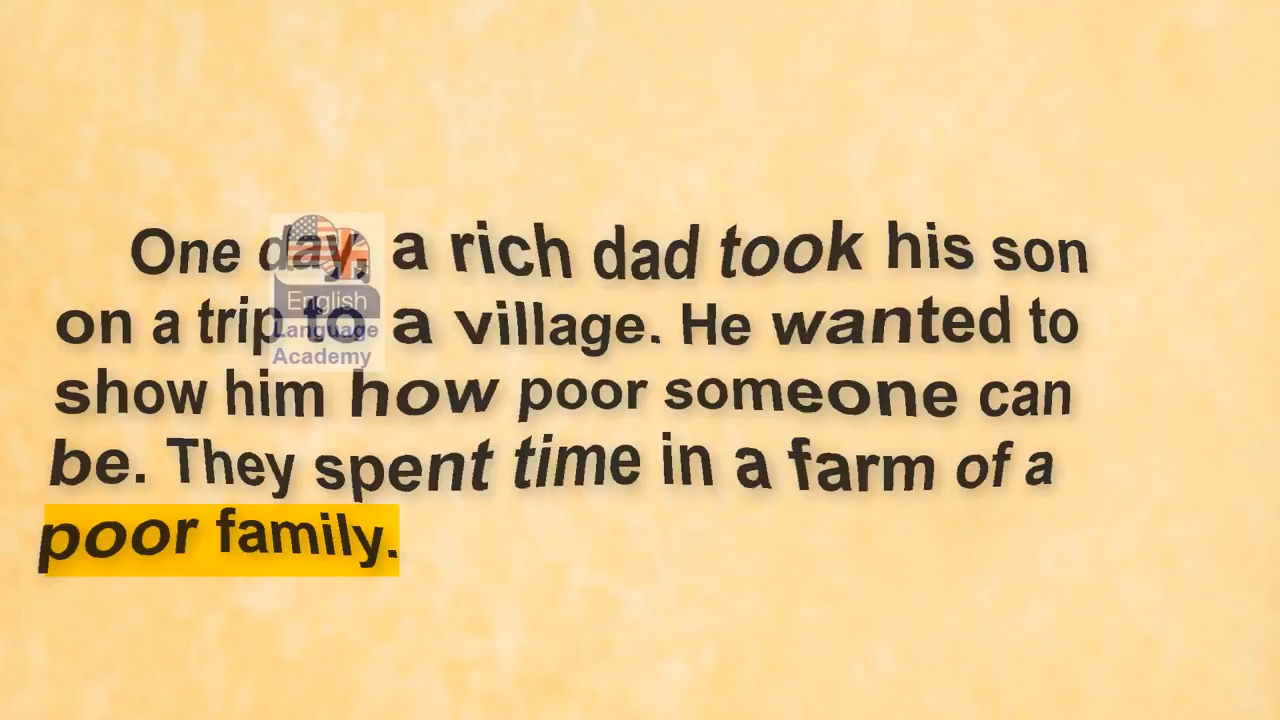 One day, a rich dad took his son
on a trip to a village. He wanted to
show him how poor someone can
be. They spent time in a farm of a
poor family.
English
Language
Academy